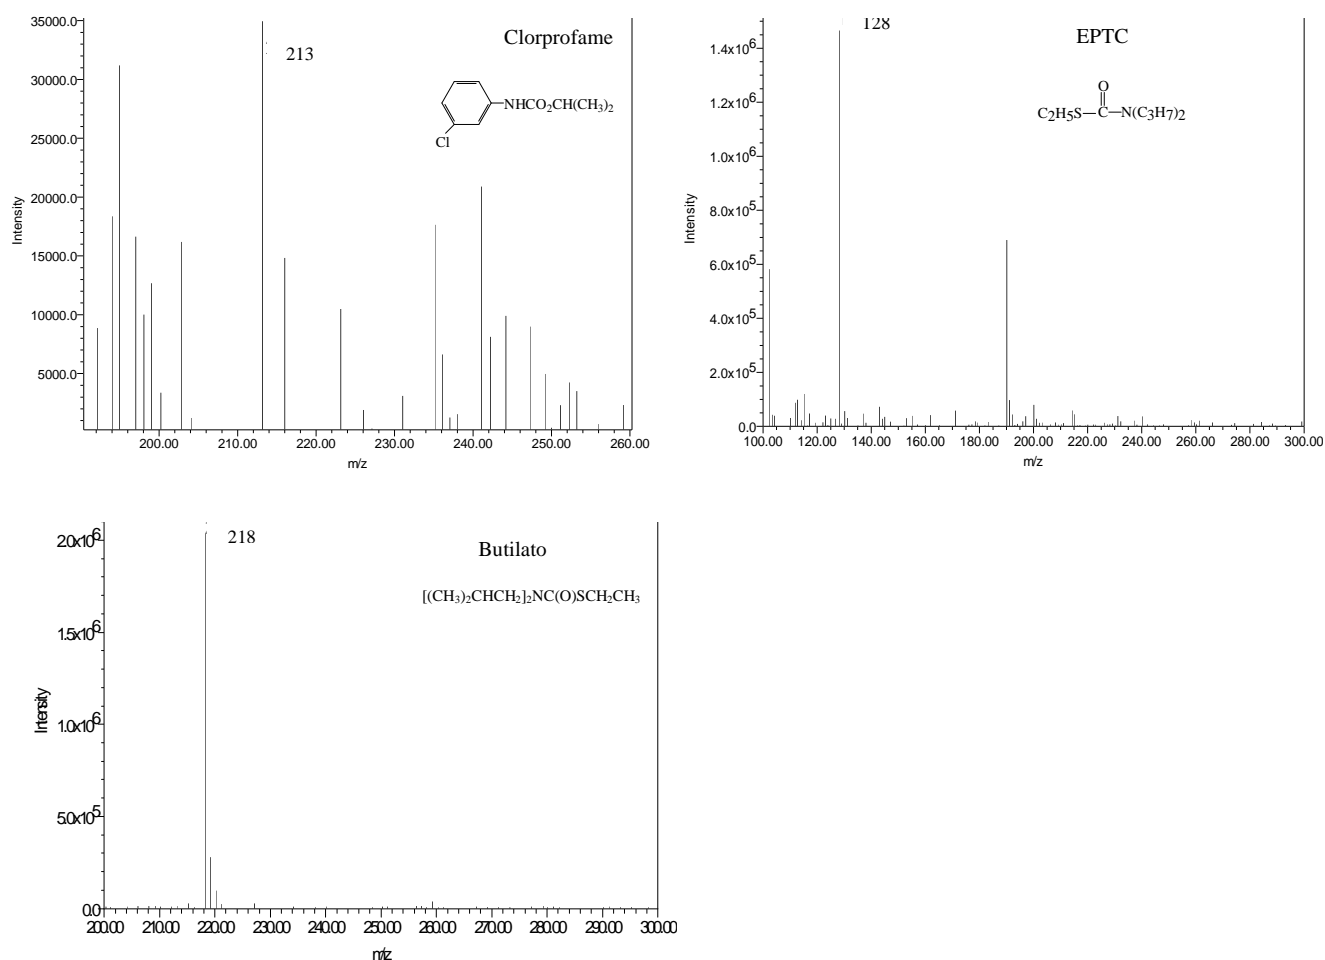 Clorprofame
213
NHCO2CH(CH3)2
Cl
35000.0
30000.0
25000.0
20000.0
15000.0
10000.0
5000.0
Intensity
200.00 210.00 220.00 230.00 240.00 250.00 260.00
m/z
128
EPTC
O
C2H5S C N(C3H7)2
1.4x10^6
1.2x10^6
1.0x10^6
8.0x10^5
6.0x10^5
4.0x10^5
2.0x10^5
0.0
Intensity
100.00 120.00 140.00 160.00 180.00 200.00 220.00 240.00 260.00 280.00 300.00
m/z
218
Butilato
[(CH3)2CHCH2]2NC(O)SCH2CH3
2.0x10^6
1.5x10^6
1.0x10^6
5.0x10^5
0.0
Intensity
200.00 210.00 220.00 230.00 240.00 250.00 260.00 270.00 280.00 290.00 300.00
m/z